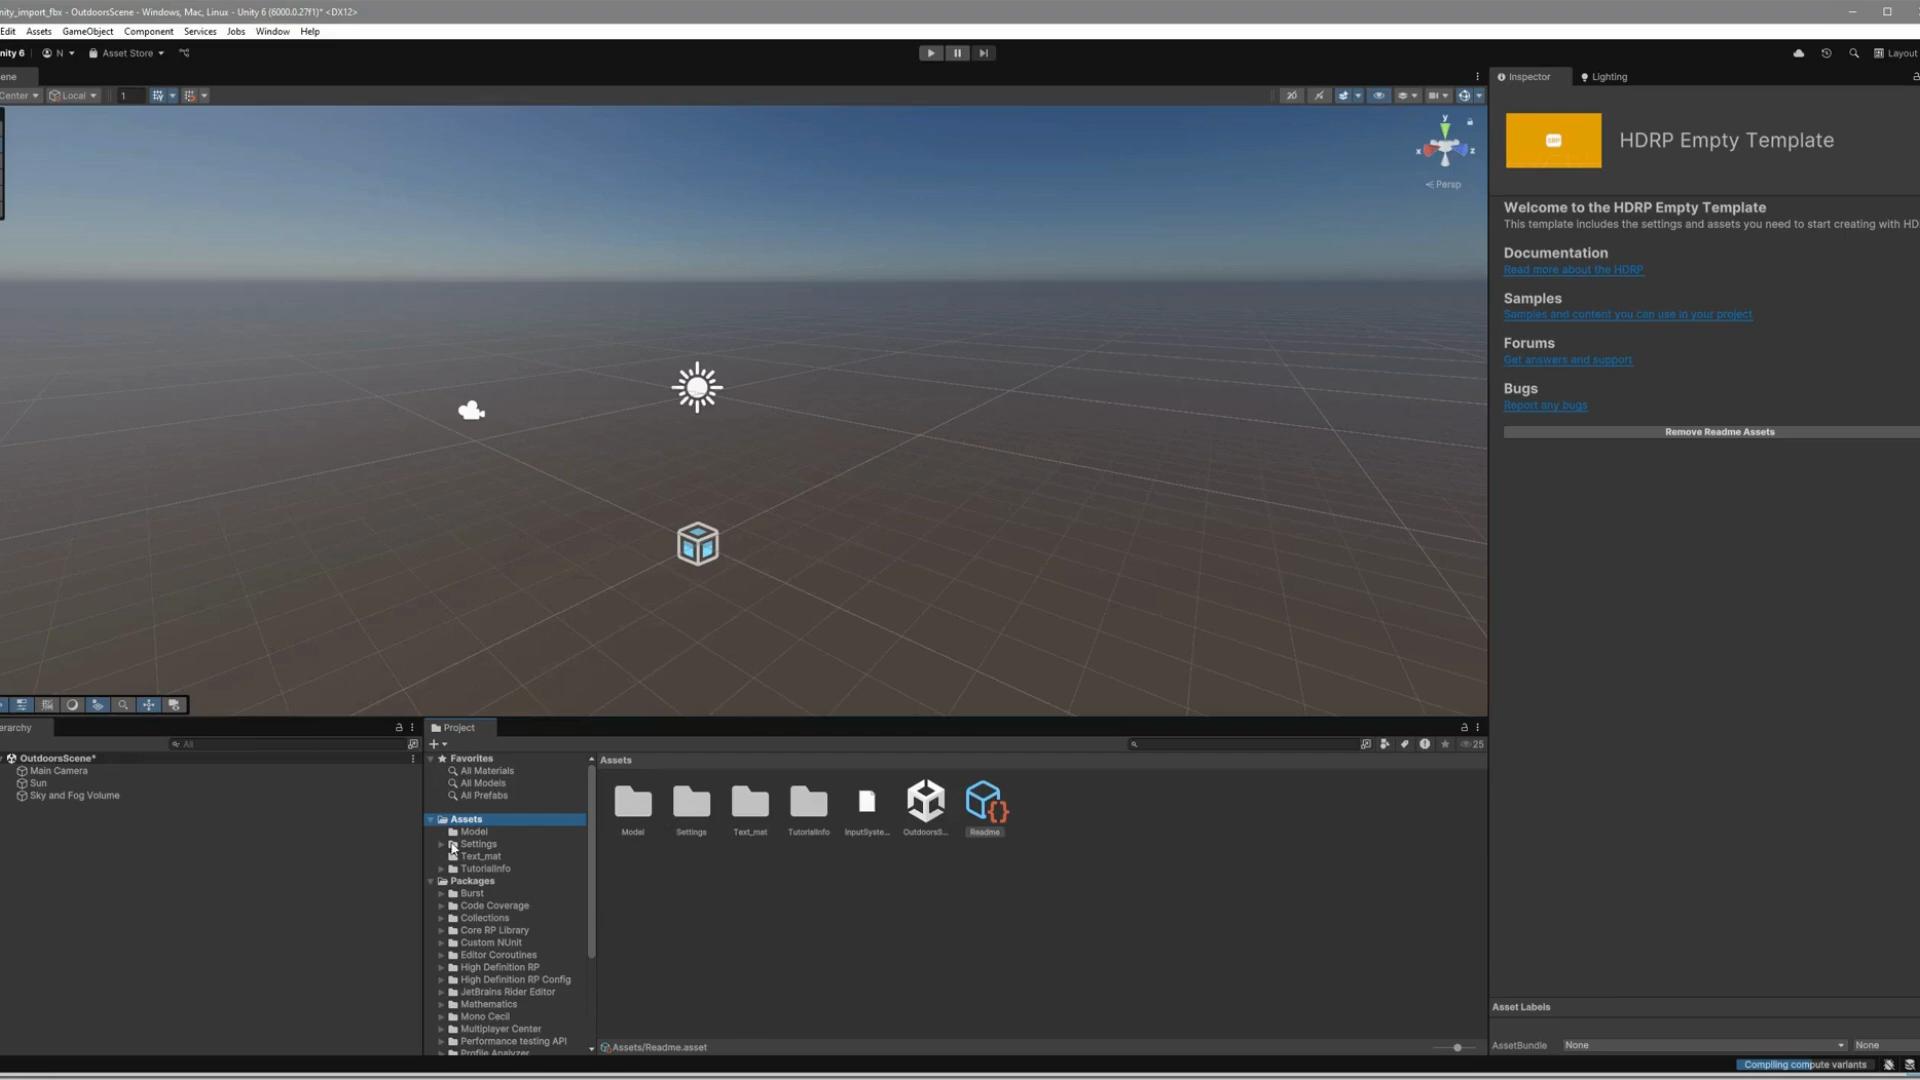 nity_import_fbx - OutdoorsScene - Windows, Mac, Linux - Unity 6 (6000.0.27f1)* <DX12>
Edit Assets GameObject Component Services Jobs Window Help
nity 6 N Asset Store Layout
ene
Inspector Lighting
Center Local 1
y
x z
Persp
HDRP Empty Template
Welcome to the HDRP Empty Template
This template includes the settings and assets you need to start creating with HD
Documentation
Read more about the HDRP
Samples
Samples and content you can use in your project
Forums
Get answers and support
Bugs
Report any bugs
Remove Readme Assets
erarchy
All
OutdoorsScene*
Main Camera
Sun
Sky and Fog Volume
Project
25
Favorites
All Materials
All Models
All Prefabs
Assets
Model
Settings
Text_mat
TutorialInfo
Packages
Burst
Code Coverage
Collections
Core RP Library
Custom NUnit
Editor Coroutines
High Definition RP
High Definition RP Config
JetBrains Rider Editor
Mathematics
Mono Cecil
Multiplayer Center
Performance testing API
Profile Analyzer
Assets
Model Settings Text_mat TutorialInfo InputSyste... OutdoorsS... Readme
Assets/Readme.asset
Asset Labels
AssetBundle None None
Compiling compute variants